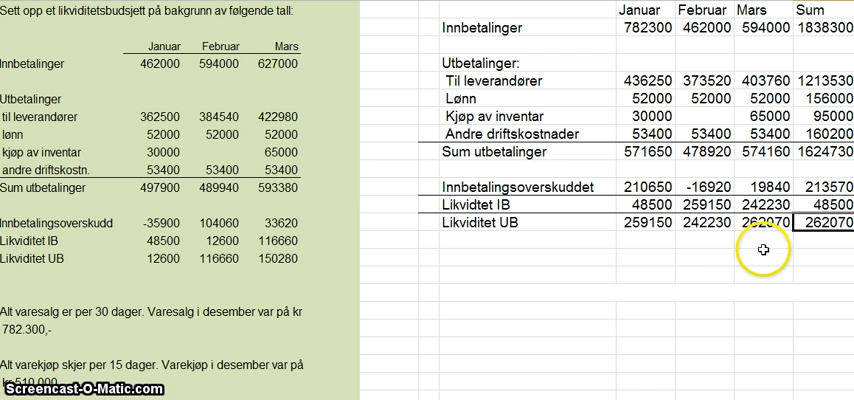 Sett opp et likviditetsbudsjett på bakgrunn av følgende tall:
Januar Februar Mars
Innbetalinger 462000 594000 627000
Utbetalinger
til leverandører 362500 384540 422980
lønn 52000 52000 52000
kjøp av inventar 30000 65000
andre driftskostn. 53400 53400 53400
Sum utbetalinger 497900 489940 593380
Innbetalingsoverskudd -35900 104060 33620
Likviditet IB 48500 12600 116660
Likviditet UB 12600 116660 150280
Alt varesalg er per 30 dager. Varesalg i desember var på kr
782.300,-
Alt varekjøp skjer per 15 dager. Varekjøp i desember var på
kr 510.000
Screencast-O-Matic.com
Januar Februar Mars Sum
Innbetalinger 782300 462000 594000 1838300
Utbetalinger:
Til leverandører 436250 373520 403760 1213530
Lønn 52000 52000 52000 156000
Kjøp av inventar 30000 65000 95000
Andre driftskostnader 53400 53400 53400 160200
Sum utbetalinger 571650 478920 574160 1624730
Innbetalingsoverskuddet 210650 -16920 19840 213570
Likvidtet IB 48500 259150 242230 48500
Likviditet UB 259150 242230 262070 262070